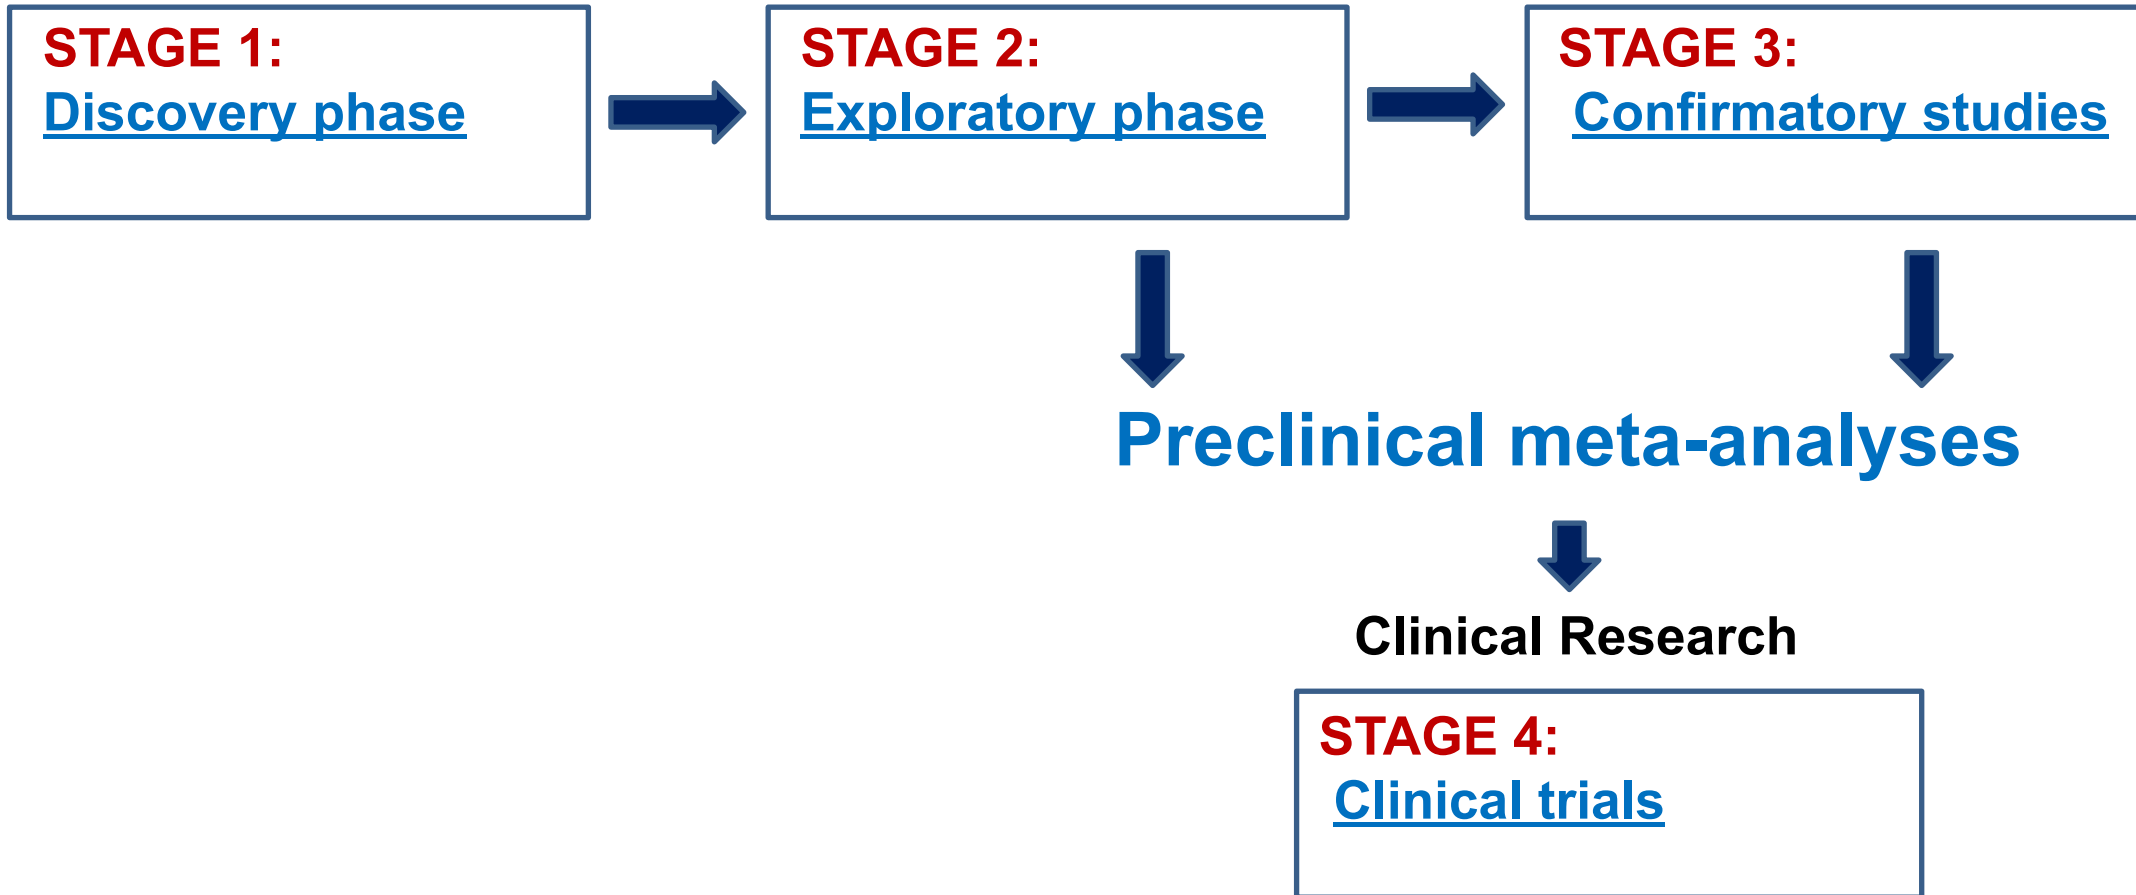 STAGE 1:
Discovery phase
STAGE 2:
Exploratory phase
STAGE 3:
Confirmatory studies
Preclinical meta-analyses
Clinical Research
STAGE 4:
Clinical trials